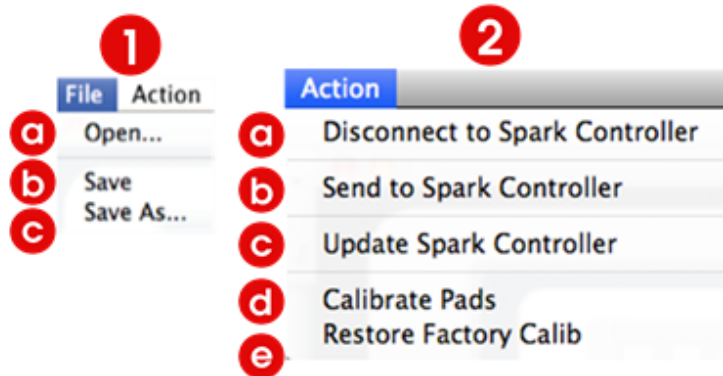 1
File Action
a Open...
b Save
c Save As...
2
Action
a Disconnect to Spark Controller
b Send to Spark Controller
c Update Spark Controller
d Calibrate Pads
e Restore Factory Calib